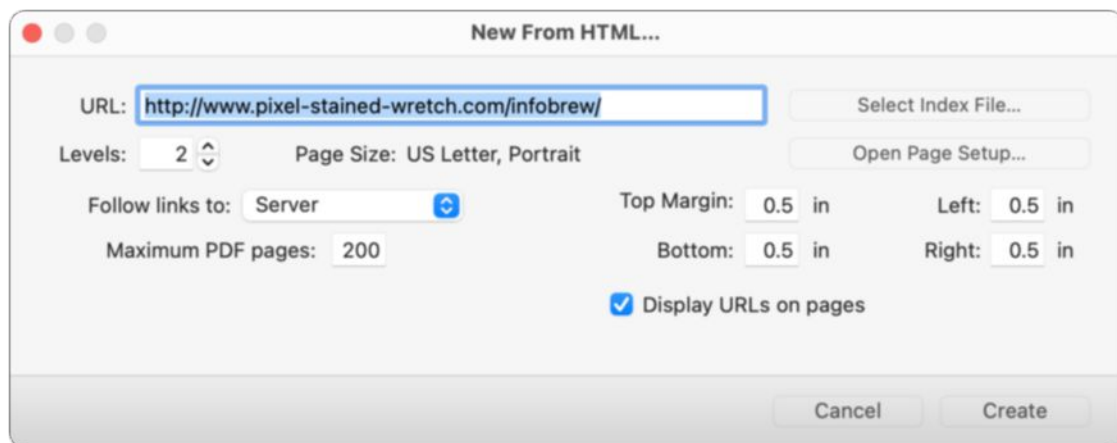 New From HTML...
URL: http://www.pixel-stained-wretch.com/infobrew/ Select Index File...
Levels: 2 Page Size: US Letter, Portrait Open Page Setup...
Follow links to: Server Top Margin: 0.5 in Left: 0.5 in
Maximum PDF pages: 200 Bottom: 0.5 in Right: 0.5 in
Display URLs on pages
Cancel Create